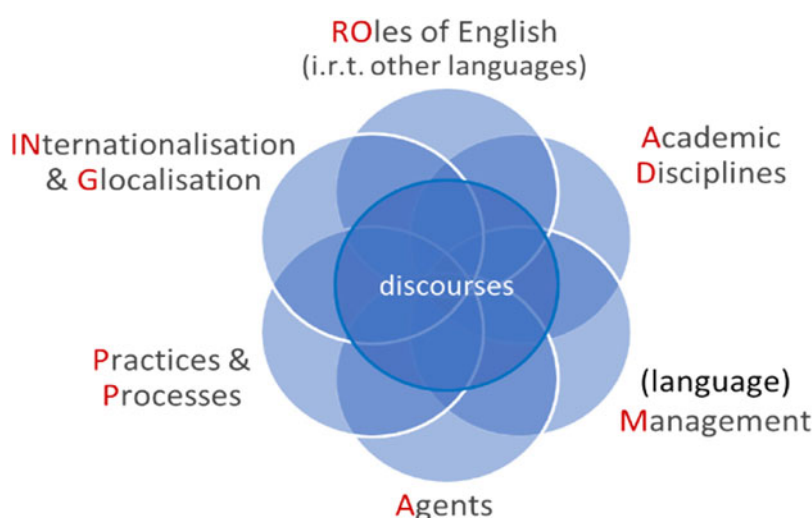 ROles of English
(i.r.t. other languages)
Academic
Disciplines
(language)
Management
Agents
Practices &
Processes
INternationalisation
& Glocalisation
discourses